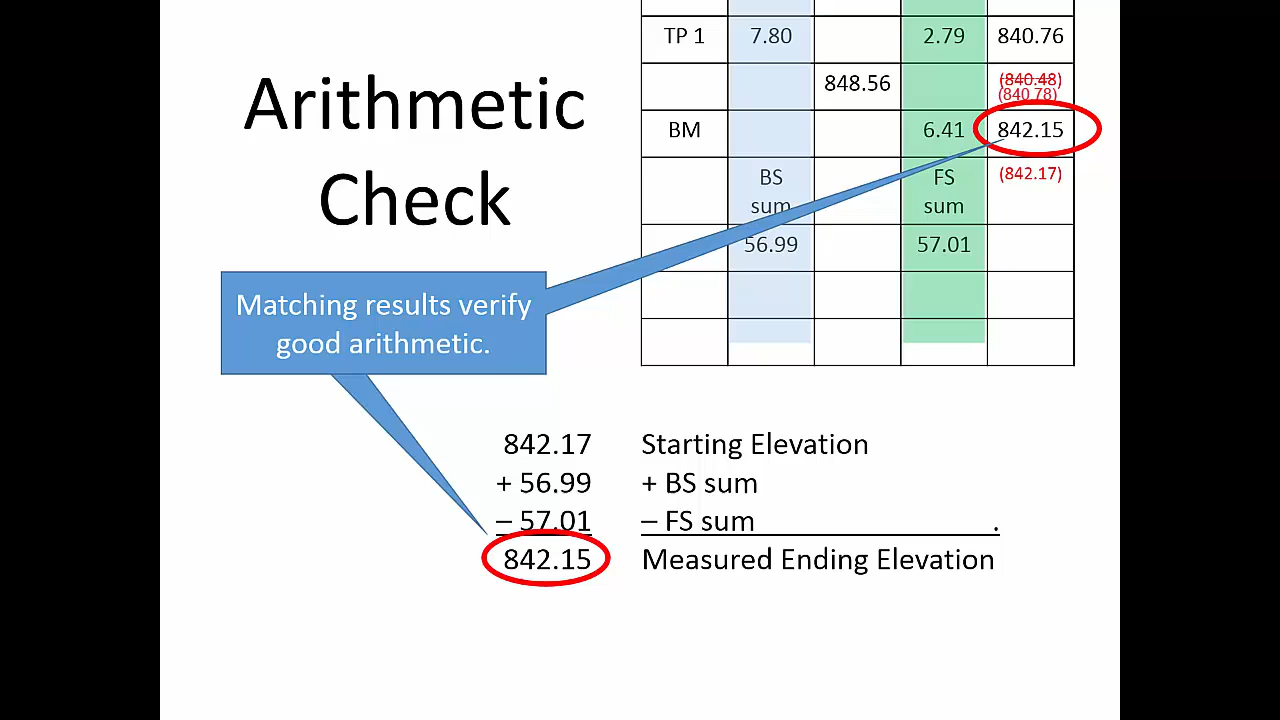 Arithmetic
Check
TP 1 7.80 2.79 840.76
848.56 (840.48)
(840.78)
BM 6.41 842.15
BS FS (842.17)
sum sum
56.99 57.01
Matching results verify
good arithmetic.
842.17 Starting Elevation
+ 56.99 + BS sum
– 57.01 – FS sum .
842.15 Measured Ending Elevation